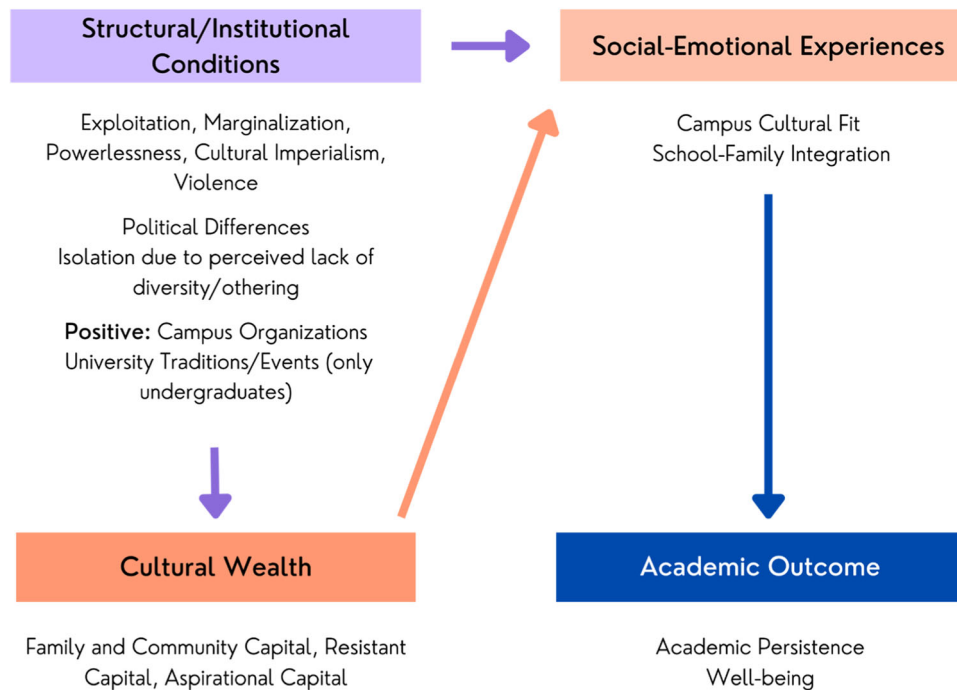 Structural/Institutional
Conditions
Exploitation, Marginalization,
Powerlessness, Cultural Imperialism,
Violence
Political Differences
Isolation due to perceived lack of
diversity/othering
Positive: Campus Organizations
University Traditions/Events (only
undergraduates)
Social-Emotional Experiences
Campus Cultural Fit
School-Family Integration
Cultural Wealth
Family and Community Capital, Resistant
Capital, Aspirational Capital
Academic Outcome
Academic Persistence
Well-being